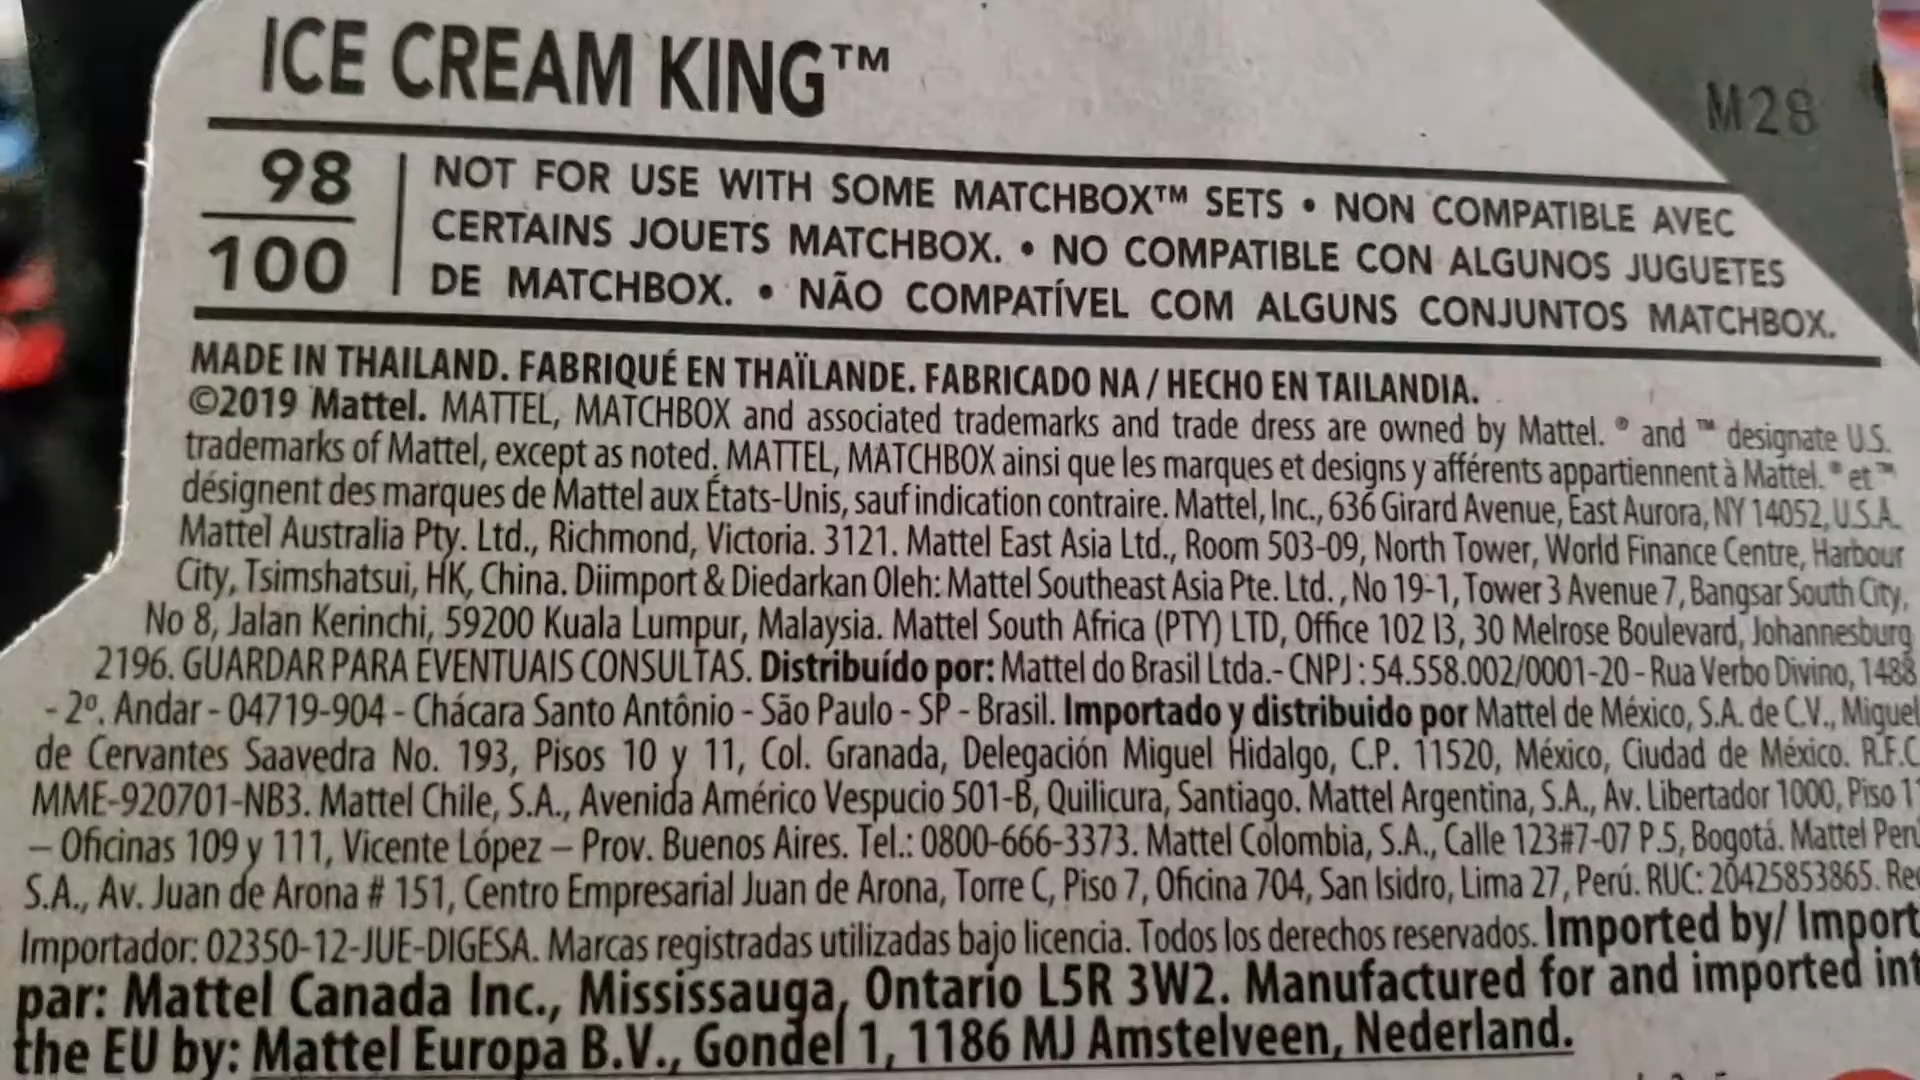 ICE CREAM KING™
M28
98
100
NOT FOR USE WITH SOME MATCHBOX™ SETS • NON COMPATIBLE AVEC
CERTAINS JOUETS MATCHBOX. • NO COMPATIBLE CON ALGUNOS JUGUETES
DE MATCHBOX. • NÃO COMPATÍVEL COM ALGUNS CONJUNTOS MATCHBOX.
MADE IN THAILAND. FABRIQUÉ EN THAÏLANDE. FABRICADO NA / HECHO EN TAILANDIA.
©2019 Mattel. MATTEL, MATCHBOX and associated trademarks and trade dress are owned by Mattel. ® and ™ designate U.S.
trademarks of Mattel, except as noted. MATTEL, MATCHBOX ainsi que les marques et designs y afférents appartiennent à Mattel. ® et ™
désignent des marques de Mattel aux États-Unis, sauf indication contraire. Mattel, Inc., 636 Girard Avenue, East Aurora, NY 14052, U.S.A.
Mattel Australia Pty. Ltd., Richmond, Victoria. 3121. Mattel East Asia Ltd., Room 503-09, North Tower, World Finance Centre, Harbour
City, Tsimshatsui, HK, China. Diimport & Diedarkan Oleh: Mattel Southeast Asia Pte. Ltd., No 19-1, Tower 3 Avenue 7, Bangsar South City,
No 8, Jalan Kerinchi, 59200 Kuala Lumpur, Malaysia. Mattel South Africa (PTY) LTD, Office 102 I3, 30 Melrose Boulevard, Johannesburg
2196. GUARDAR PARA EVENTUAIS CONSULTAS. Distribuído por: Mattel do Brasil Ltda.- CNPJ : 54.558.002/0001-20 - Rua Verbo Divino, 1488
- 2º. Andar - 04719-904 - Chácara Santo Antônio - São Paulo - SP - Brasil. Importado y distribuido por Mattel de México, S.A. de C.V., Miguel
de Cervantes Saavedra No. 193, Pisos 10 y 11, Col. Granada, Delegación Miguel Hidalgo, C.P. 11520, México, Ciudad de México. R.F.C
MME-920701-NB3. Mattel Chile, S.A., Avenida Américo Vespucio 501-B, Quilicura, Santiago. Mattel Argentina, S.A., Av. Libertador 1000, Piso 11
– Oficinas 109 y 111, Vicente López – Prov. Buenos Aires. Tel.: 0800-666-3373. Mattel Colombia, S.A., Calle 123#7-07 P.5, Bogotá. Mattel Perú
S.A., Av. Juan de Arona # 151, Centro Empresarial Juan de Arona, Torre C, Piso 7, Oficina 704, San Isidro, Lima 27, Perú. RUC: 20425853865. Reg
Importador: 02350-12-JUE-DIGESA. Marcas registradas utilizadas bajo licencia. Todos los derechos reservados. Imported by/ Import
par: Mattel Canada Inc., Mississauga, Ontario L5R 3W2. Manufactured for and imported int
the EU by: Mattel Europa B.V., Gondel 1, 1186 MJ Amstelveen, Nederland.